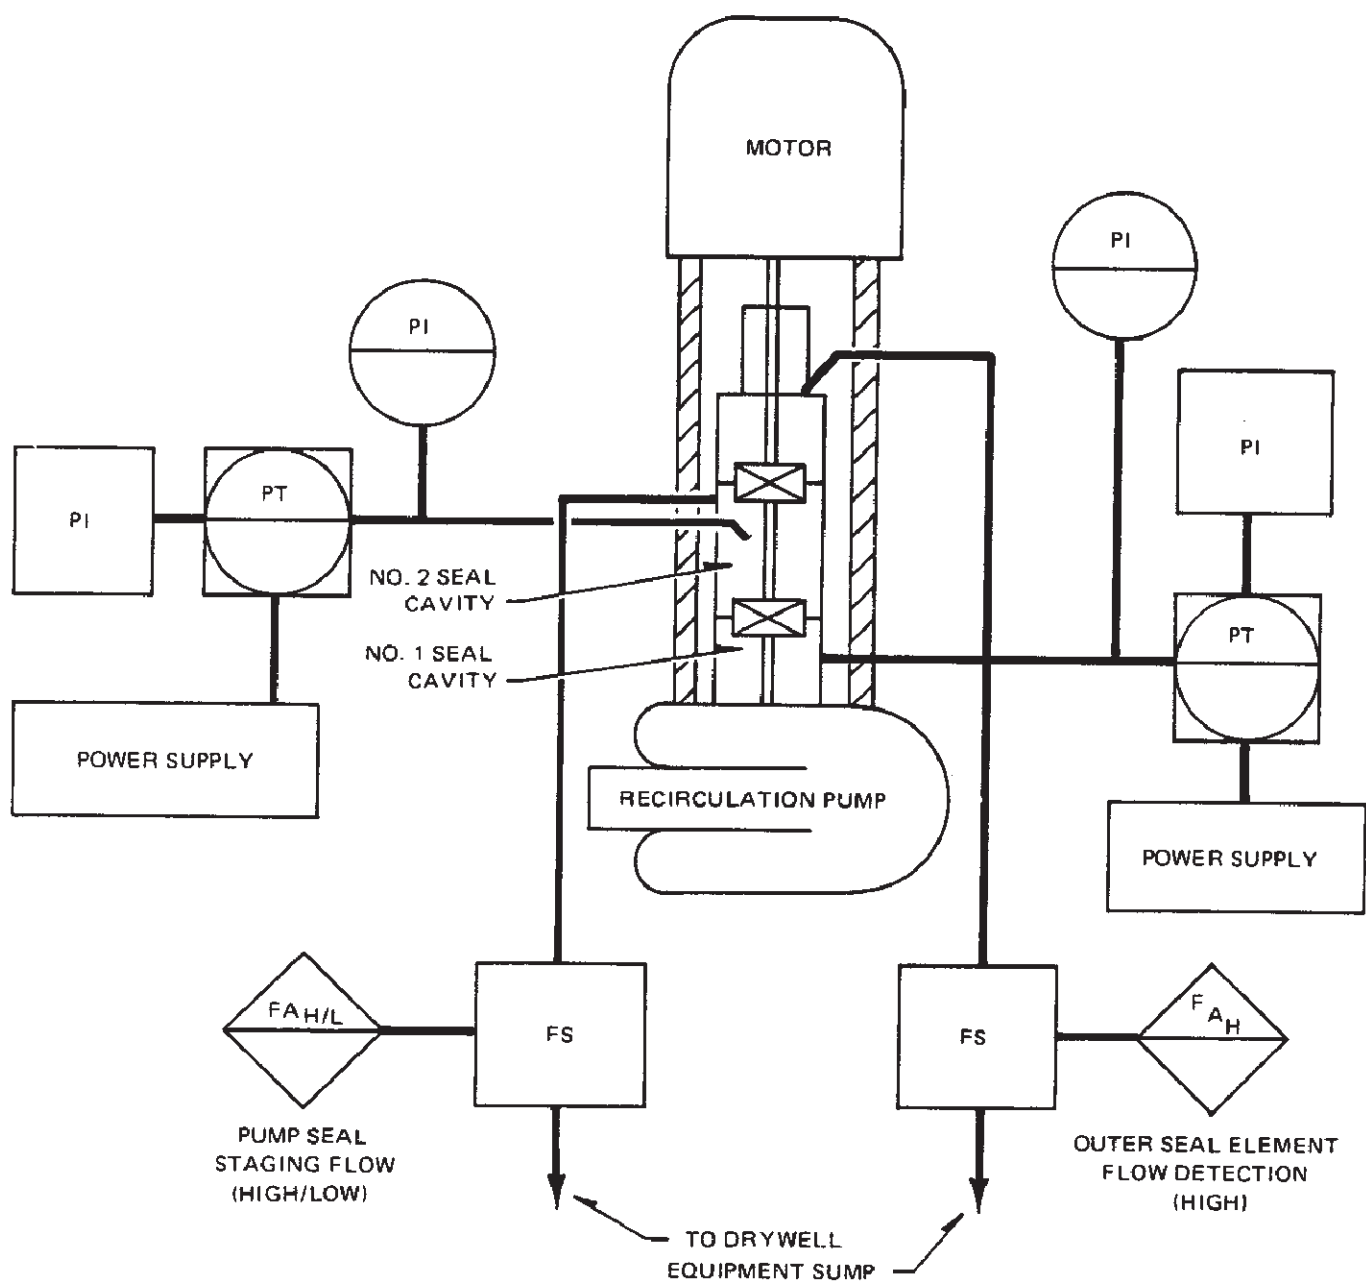 MOTOR
PI
PI
PI
PT
PI
NO. 2 SEAL
CAVITY
NO. 1 SEAL
CAVITY
PT
POWER SUPPLY
RECIRCULATION PUMP
POWER SUPPLY
FA H/L
FS
FS
F A H
PUMP SEAL
STAGING FLOW
(HIGH/LOW)
OUTER SEAL ELEMENT
FLOW DETECTION
(HIGH)
TO DRYWELL
EQUIPMENT SUMP